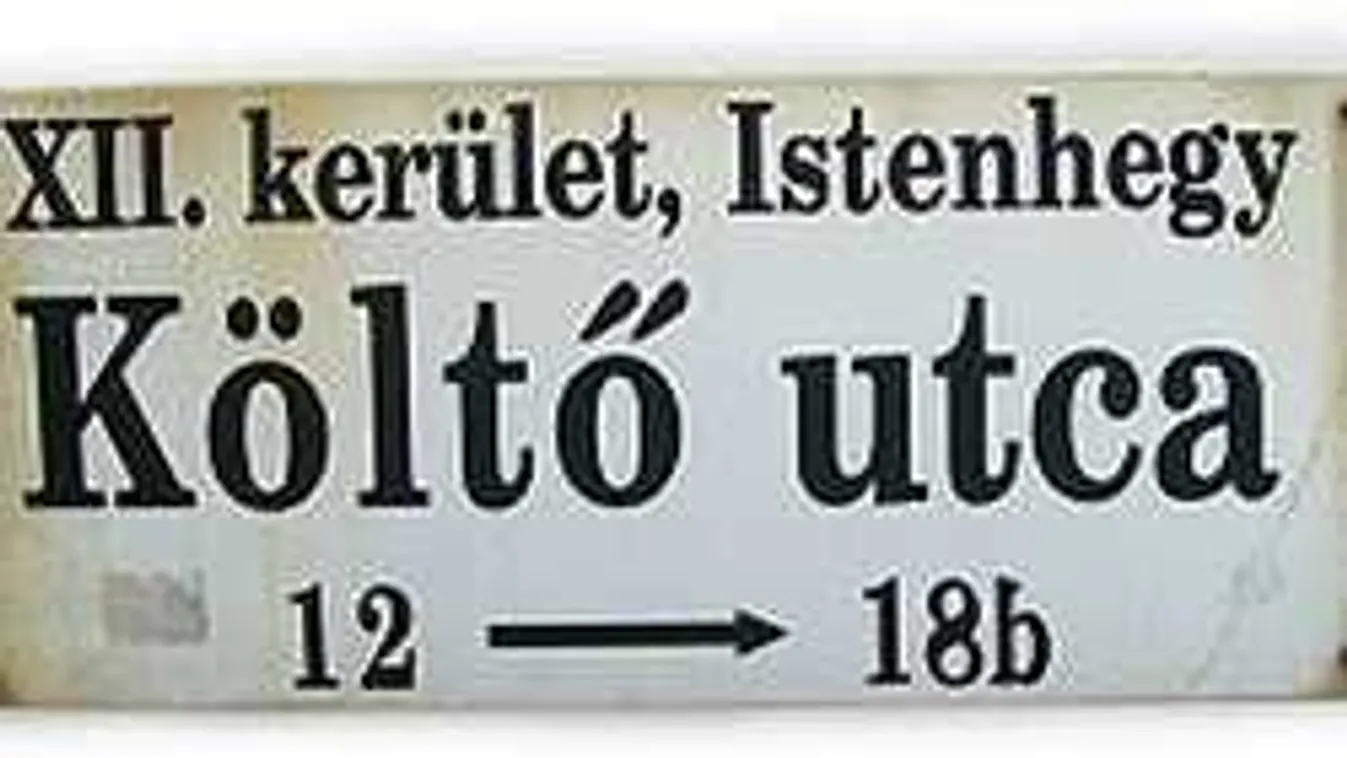 XII. kerület, Istenhegy
Költő utca
12 → 18b